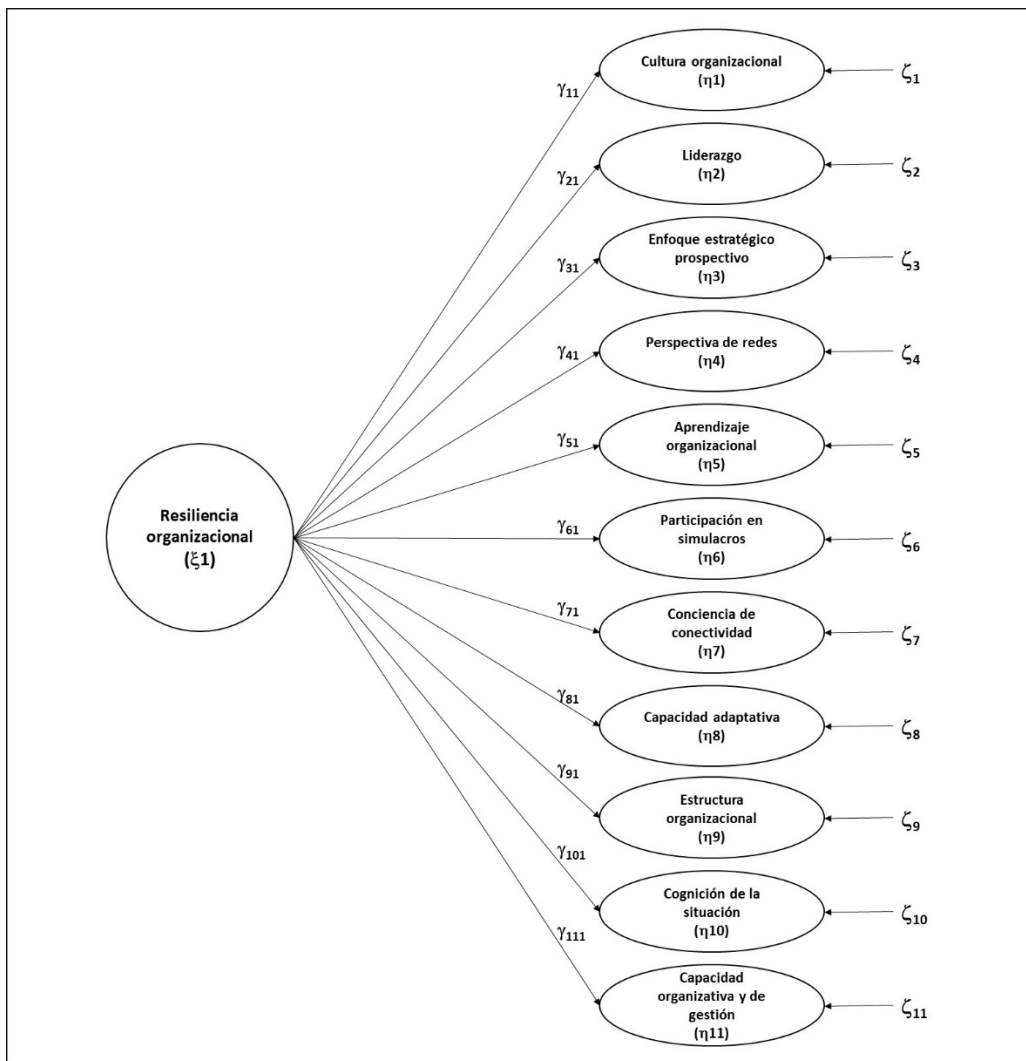 Cultura organizacional
(η1)
ζ1
γ11
Liderazgo
(η2)
ζ2
γ21
Enfoque estratégico
prospectivo
(η3)
ζ3
γ31
Perspectiva de redes
(η4)
ζ4
γ41
Aprendizaje
organizacional
(η5)
ζ5
γ51
Resiliencia
organizacional
(ξ1)
Participación en
simulacros
(η6)
ζ6
γ61
Conciencia de
conectividad
(η7)
ζ7
γ71
Capacidad adaptativa
(η8)
ζ8
γ81
Estructura
organizacional
(η9)
ζ9
γ91
Cognición de la
situación
(η10)
ζ10
γ101
Capacidad
organizativa y de
gestión
(η11)
ζ11
γ111